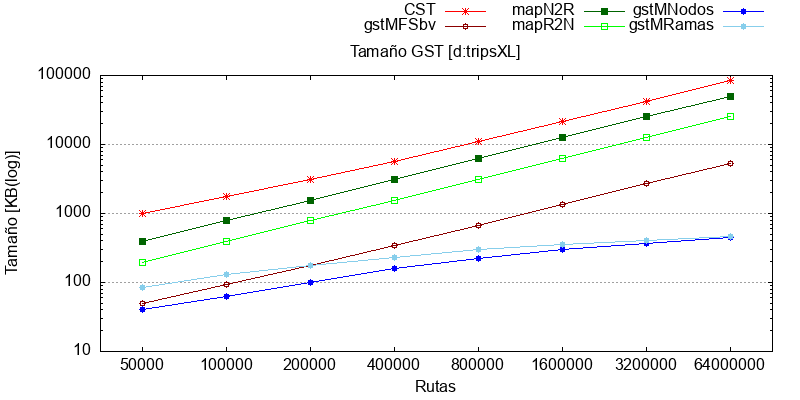 CST mapN2R gstMNodos
gstMFSbv mapR2N gstMRamas
Tamaño GST [d:tripsXL]
Tamaño [KB(log)]
100000
10000
1000
100
10
50000 100000 200000 400000 800000 1600000 3200000 64000000
Rutas